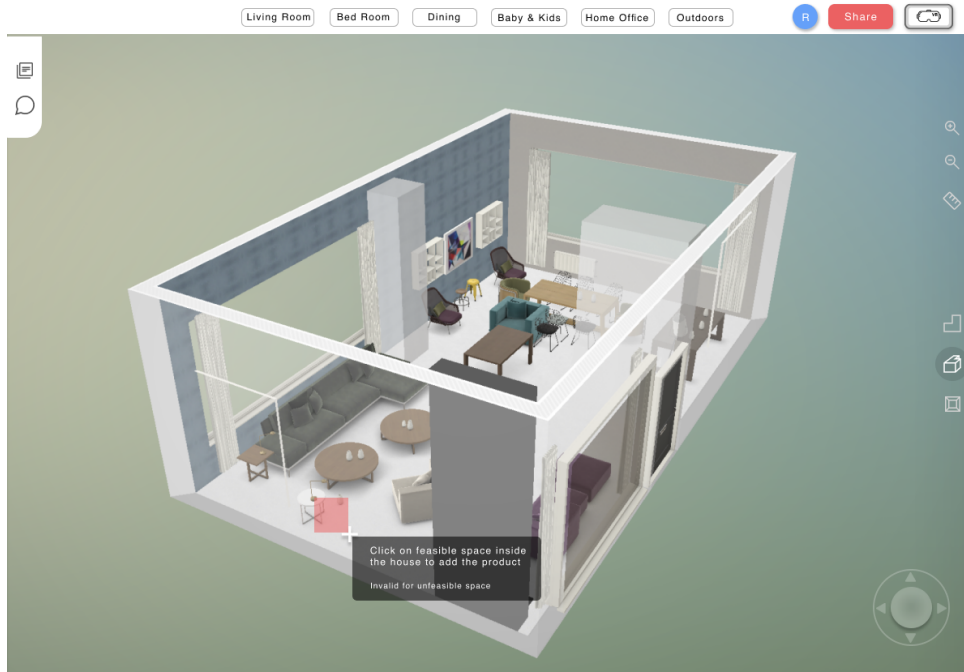 Living Room
Bed Room
Dining
Baby & Kids
Home Office
Outdoors
R
Share
Click on feasible space inside
the house to add the product
Invalid for unfeasible space